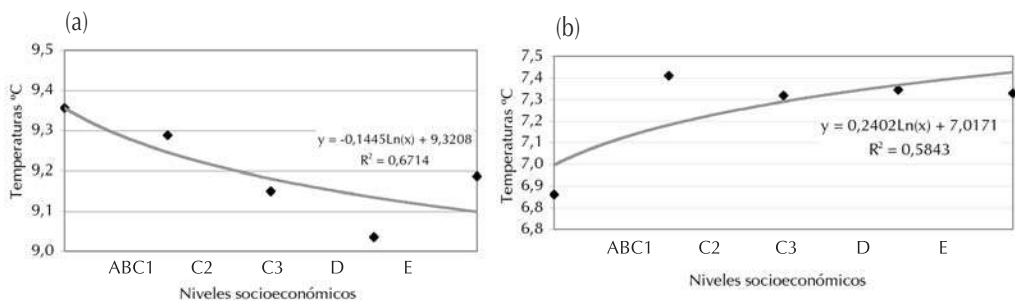 (a)
Temperaturas ºC
9,5
9,4
9,3
9,2
9,1
9,0
y = -0,1445Ln(x) + 9,3208
R² = 0,6714
ABC1 C2 C3 D E
Niveles socioeconómicos
(b)
Temperaturas ºC
7,5
7,4
7,3
7,2
7,1
7,0
6,9
6,8
y = 0,2402Ln(x) + 7,0171
R² = 0,5843
ABC1 C2 C3 D E
Niveles socioeconómicos